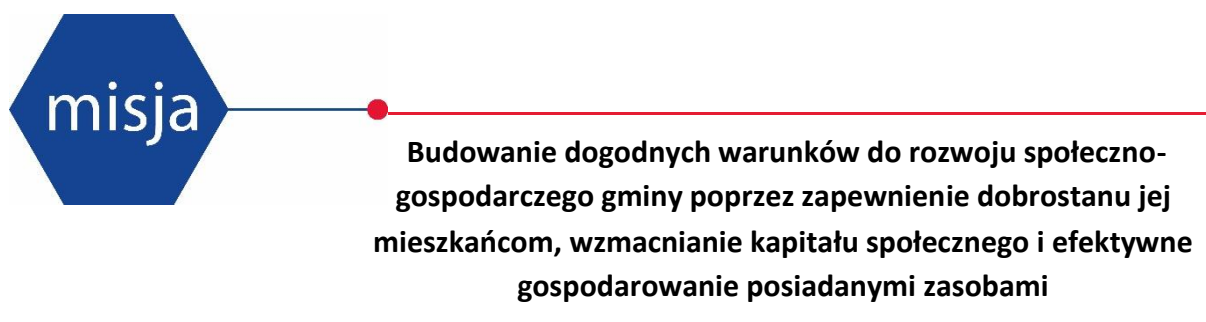 misja
Budowanie dogodnych warunków do rozwoju społeczno-
gospodarczego gminy poprzez zapewnienie dobrostanu jej
mieszkańcom, wzmacnianie kapitału społecznego i efektywne
gospodarowanie posiadanymi zasobami